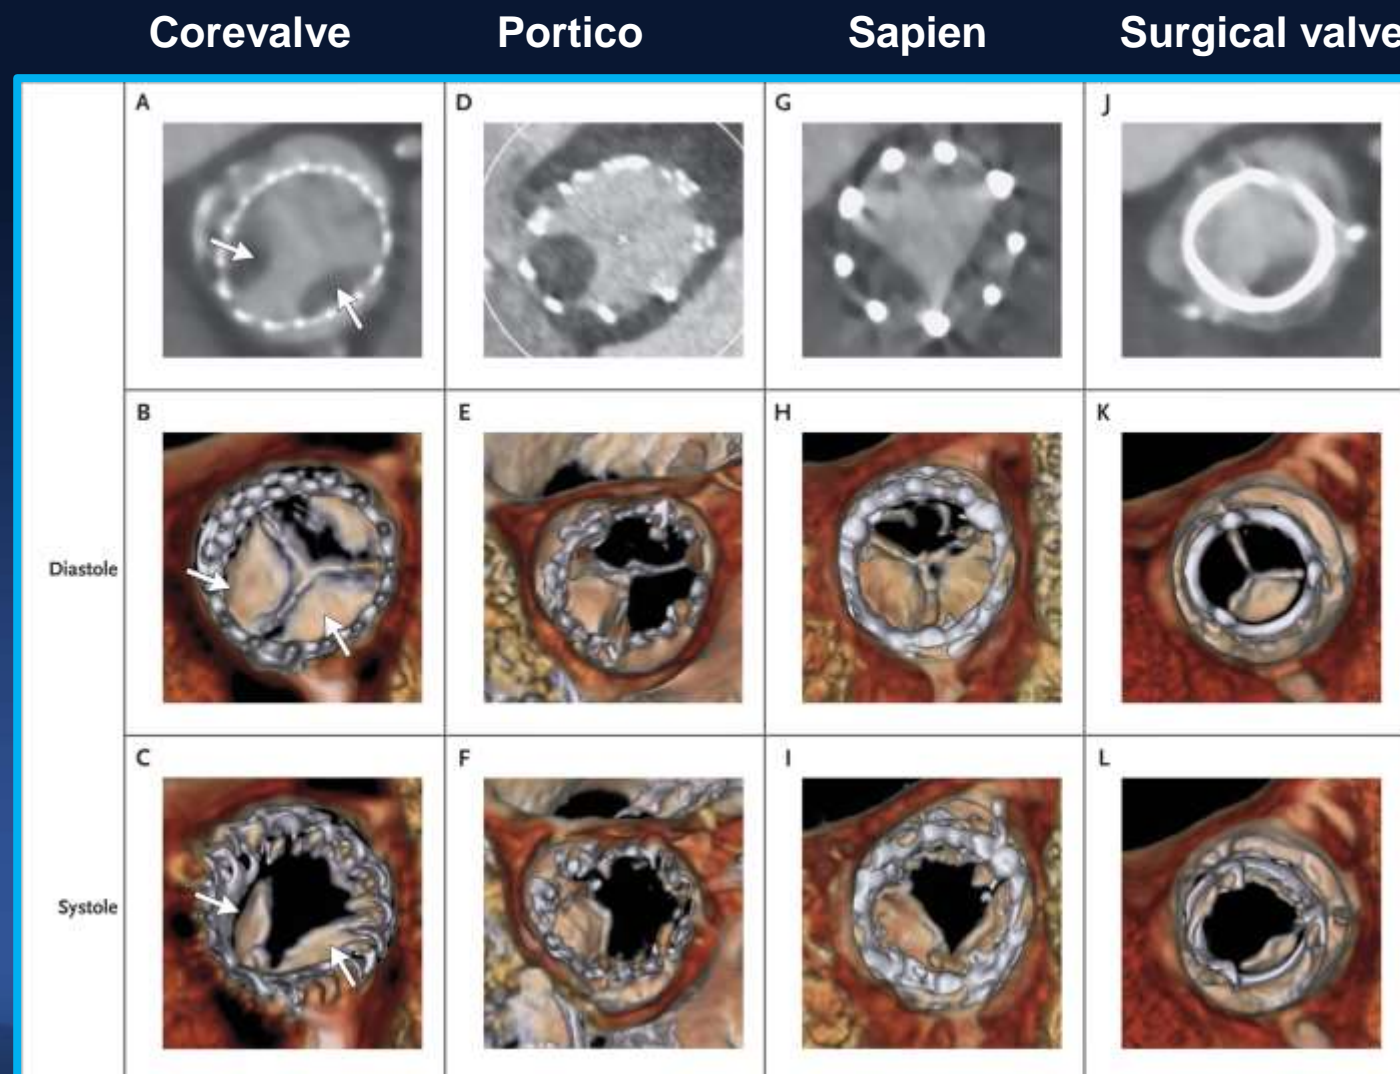 Corevalve Portico Sapien Surgical valve
A D G J
B E H K
Diastole
C F I L
Systole